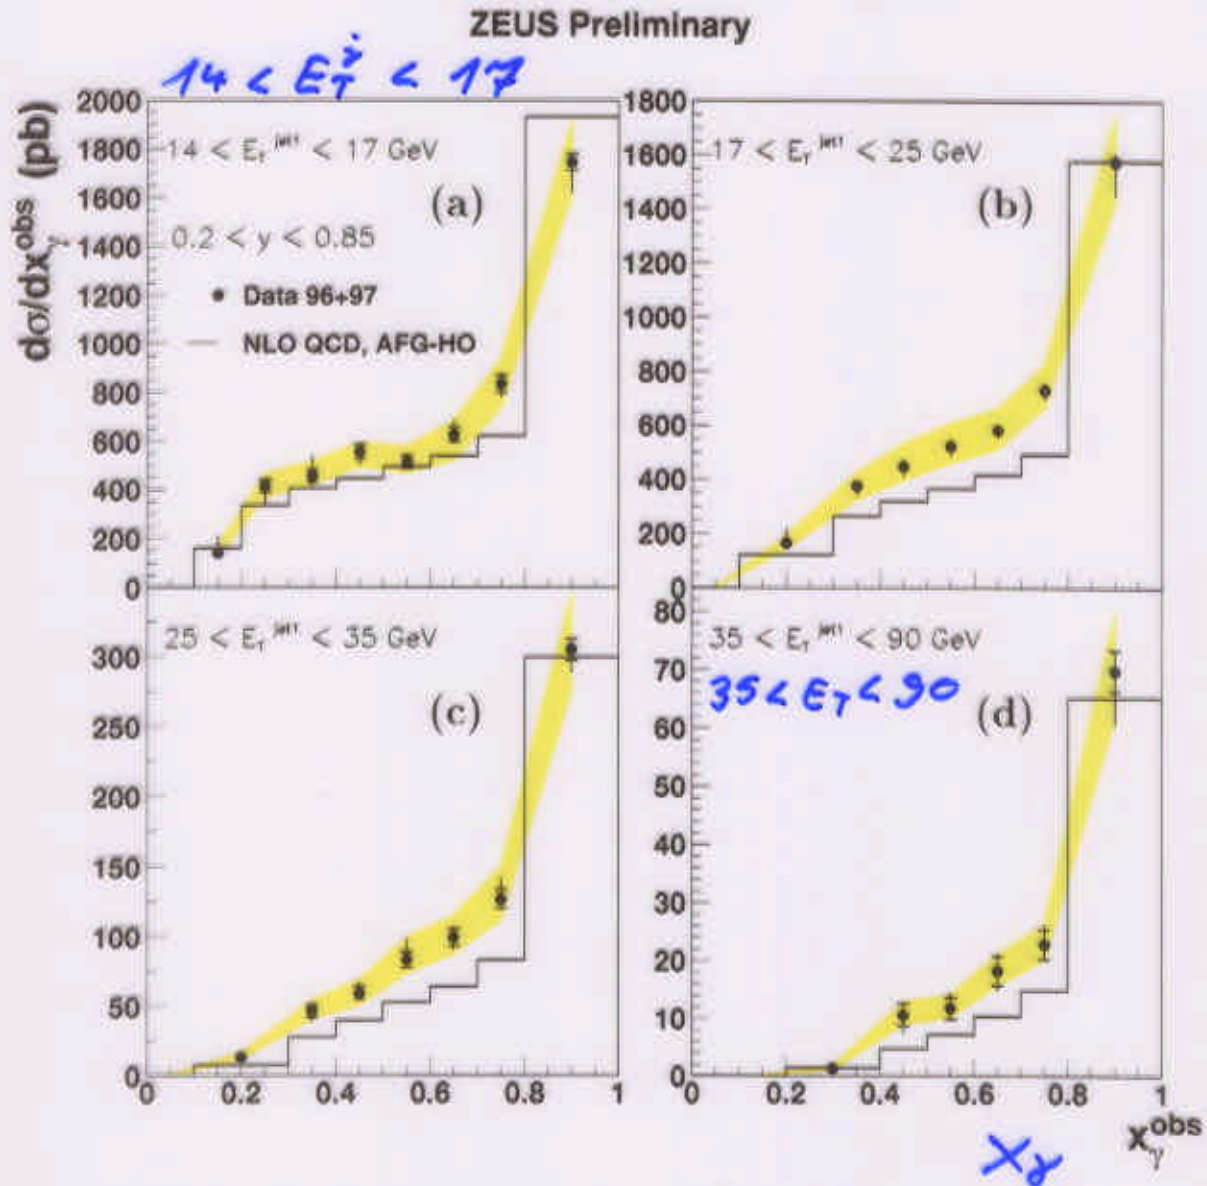 ZEUS Preliminary
14 < E_T^j < 17
dσ/dx_γ^obs (pb)
2000
1800
1600
1400
1200
1000
800
600
400
200
0
14 < E_T^jet1 < 17 GeV
(a)
0.2 < y < 0.85
Data 96+97
NLO QCD, AFG-HO
1800
1600
1400
1200
1000
800
600
400
200
0
17 < E_T^jet1 < 25 GeV
(b)
300
250
200
150
100
50
0
25 < E_T^jet1 < 35 GeV
(c)
0 0.2 0.4 0.6 0.8 1
80
70
60
50
40
30
20
10
0
35 < E_T^jet1 < 90 GeV
35 < E_T < 90
(d)
0 0.2 0.4 0.6 0.8 1
x_γ^obs
Xγ